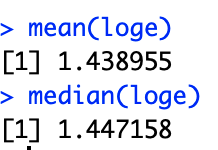 > mean(loge)
[1] 1.438955
> median(loge)
[1] 1.447158